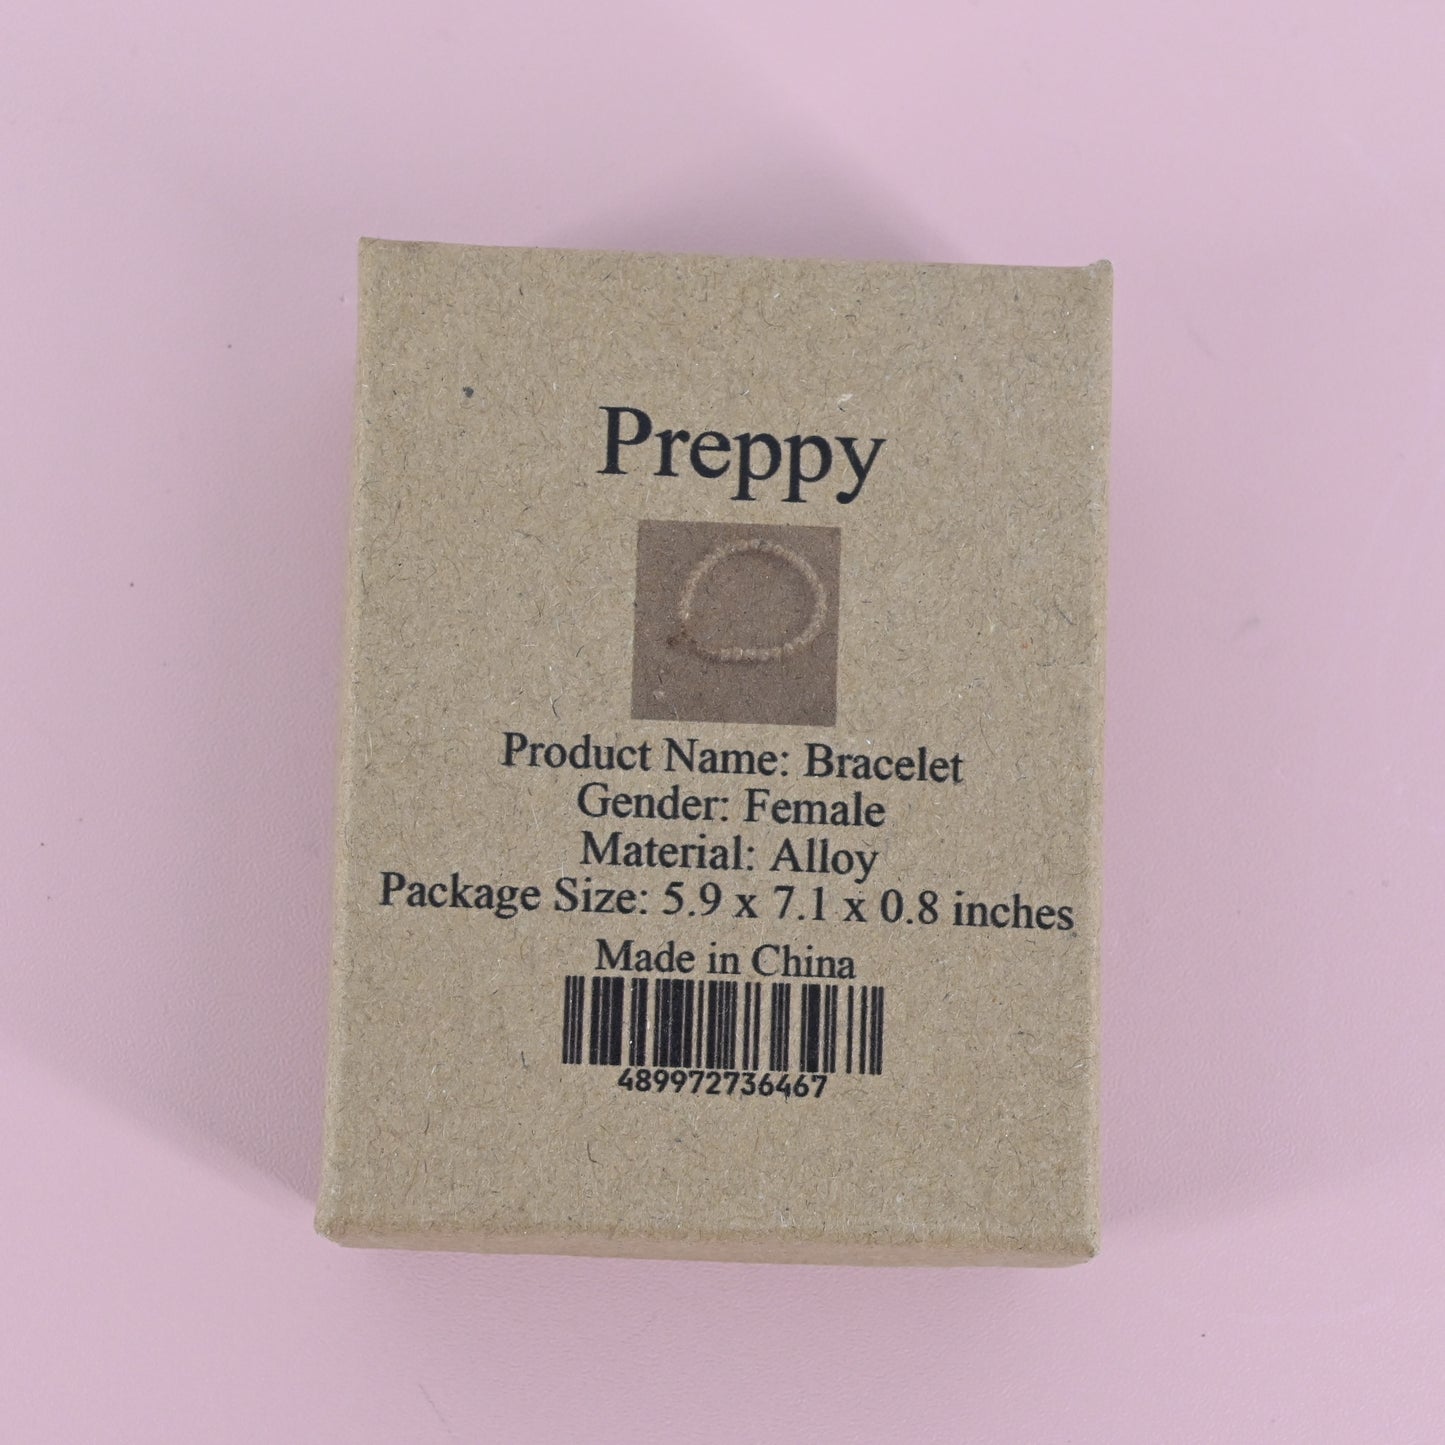 Preppy
Product Name: Bracelet
Gender: Female
Material: Alloy
Package Size: 5.9 x 7.1 x 0.8 inches
Made in China
489972736467